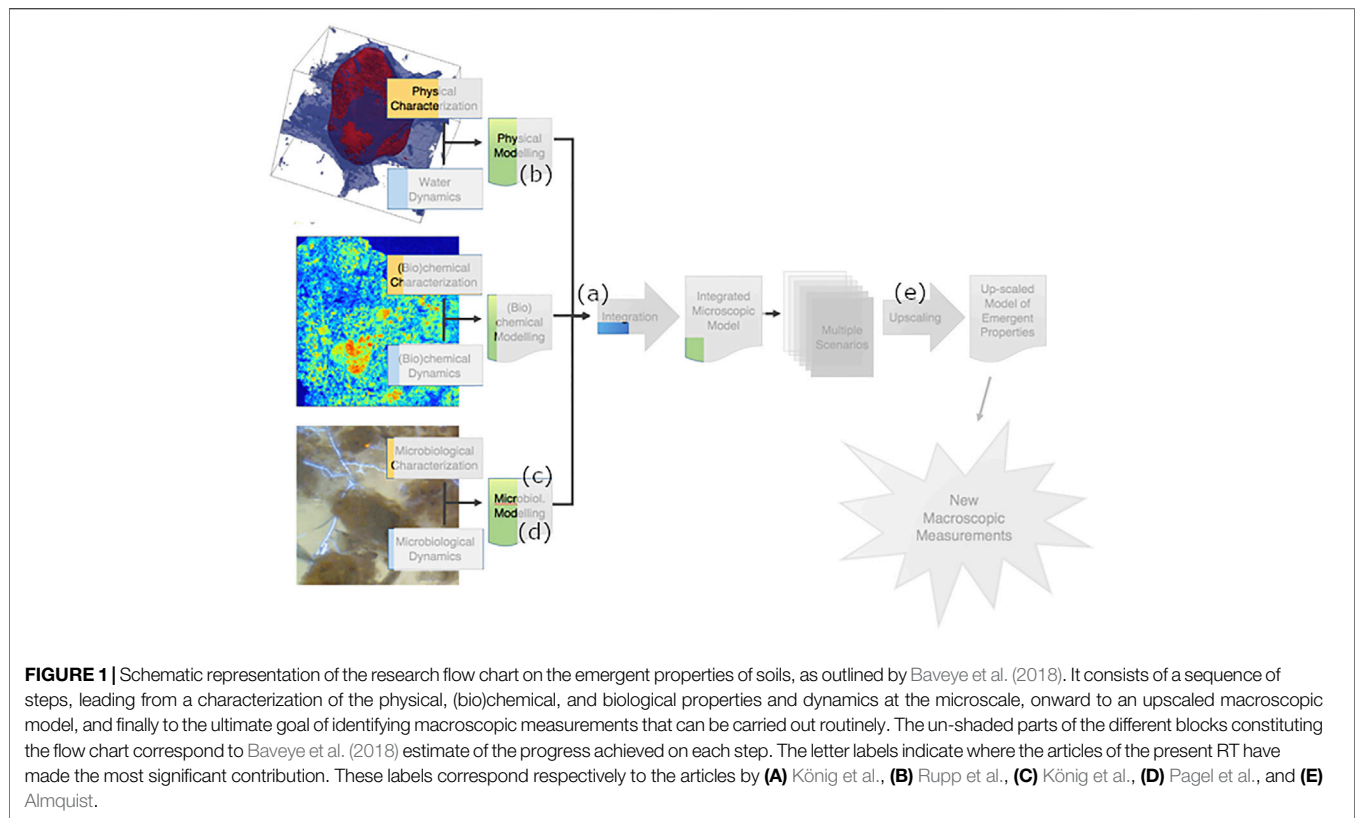 Physical
Characterization
Physical
Modelling
(b)
Water
Dynamics
(Bio)chemical
Characterization
(Bio)
chemical
Modelling
(Bio)chemical
Dynamics
(a)
Integration
Integrated
Microscopic
Model
Multiple
Scenarios
(e)
Upscaling
Up-scaled
Model of
Emergent
Properties
Microbiological
Characterization
(c)
Microbiol.
Modelling
(d)
Microbiological
Dynamics
New
Macroscopic
Measurements
FIGURE 1 | Schematic representation of the research flow chart on the emergent properties of soils, as outlined by Baveye et al. (2018). It consists of a sequence of
steps, leading from a characterization of the physical, (bio)chemical, and biological properties and dynamics at the microscale, onward to an upscaled macroscopic
model, and finally to the ultimate goal of identifying macroscopic measurements that can be carried out routinely. The un-shaded parts of the different blocks constituting
the flow chart correspond to Baveye et al. (2018) estimate of the progress achieved on each step. The letter labels indicate where the articles of the present RT have
made the most significant contribution. These labels correspond respectively to the articles by (A) König et al., (B) Rupp et al., (C) König et al., (D) Pagel et al., and (E)
Almquist.